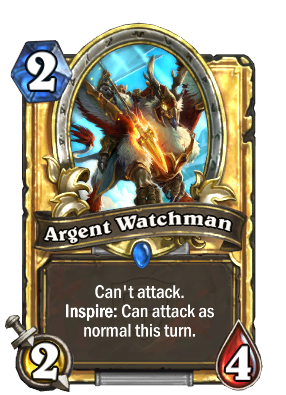 2
Argent Watchman
Can't attack.
Inspire: Can attack as
normal this turn.
2
4